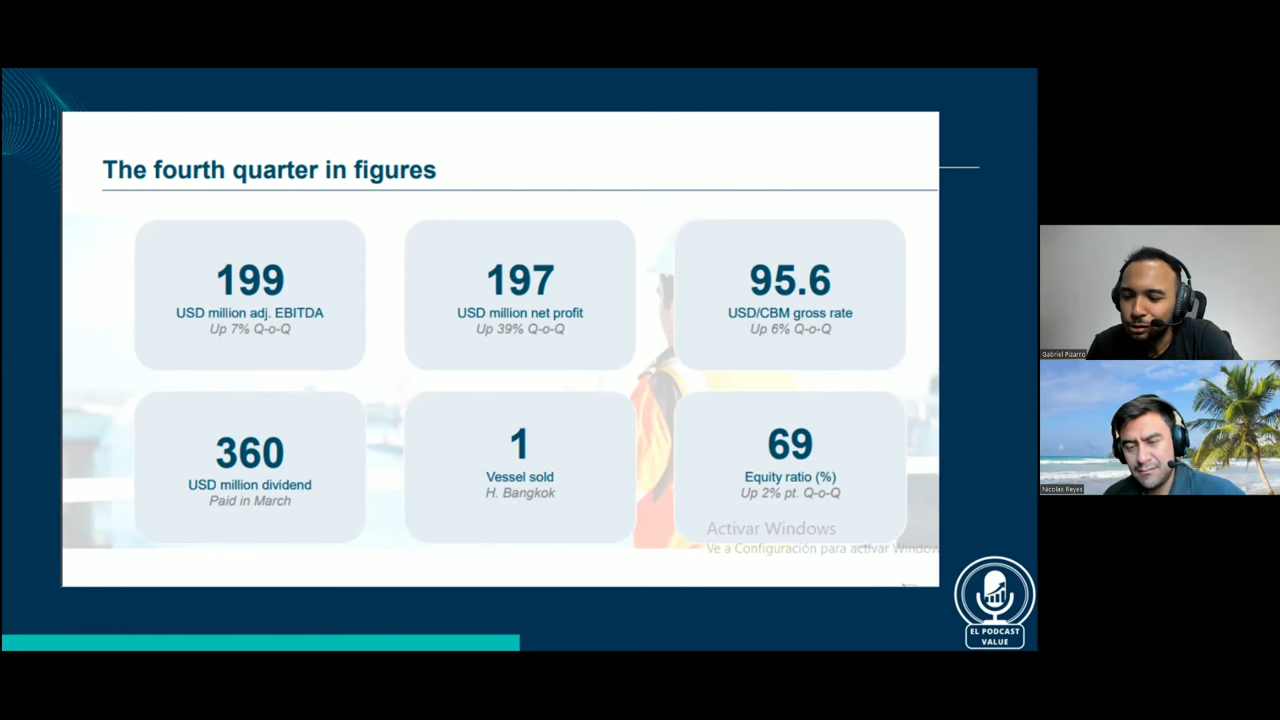 The fourth quarter in figures
199
USD million adj. EBITDA
Up 7% Q-o-Q
197
USD million net profit
Up 39% Q-o-Q
95.6
USD/CBM gross rate
Up 6% Q-o-Q
360
USD million dividend
Paid in March
1
Vessel sold
H. Bangkok
69
Equity ratio (%)
Up 2% pt. Q-o-Q
Activar Windows
Ve a Configuración para activar Window
Gabriel Pizarro
Nicolas Reyes
EL PODCAST
VALUE